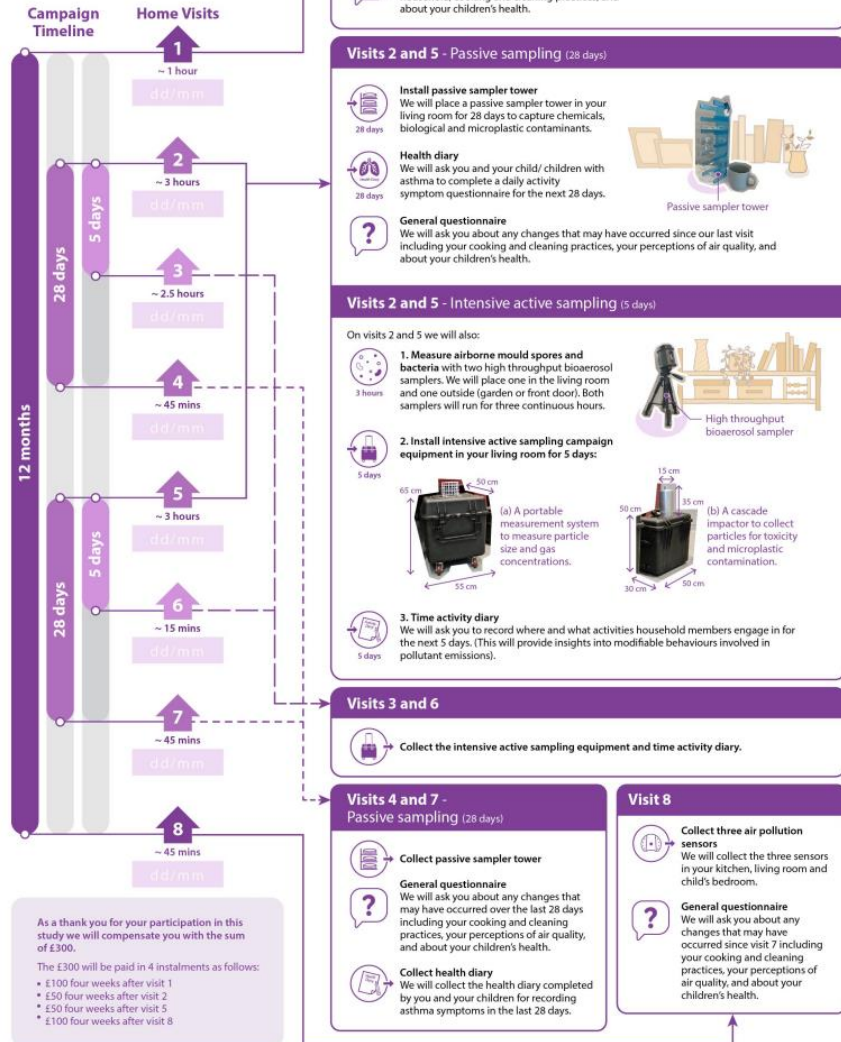 Campaign
Timeline
Home Visits
1
~ 1 hour
dd/mm
2
~ 3 hours
dd/mm
3
~ 2.5 hours
dd/mm
4
~ 45 mins
dd/mm
5
~ 3 hours
dd/mm
6
~ 15 mins
dd/mm
7
~ 45 mins
dd/mm
8
~ 45 mins
dd/mm
12 months
28 days
5 days
28 days
5 days
As a thank you for your participation in this
study we will compensate you with the sum
of £300.
The £300 will be paid in 4 instalments as follows:
• £100 four weeks after visit 1
• £50 four weeks after visit 2
• £50 four weeks after visit 5
• £100 four weeks after visit 8
about your children's health.
Visits 2 and 5 - Passive sampling (28 days)
28 days
Install passive sampler tower
We will place a passive sampler tower in your
living room for 28 days to capture chemicals,
biological and microplastic contaminants.
28 days
Health diary
We will ask you and your child/ children with
asthma to complete a daily activity
symptom questionnaire for the next 28 days.
Passive sampler tower
?
General questionnaire
We will ask you about any changes that may have occurred since our last visit
including your cooking and cleaning practices, your perceptions of air quality, and
about your children's health.
Visits 2 and 5 - Intensive active sampling (5 days)
On visits 2 and 5 we will also:
3 hours
1. Measure airborne mould spores and
bacteria with two high throughput bioaerosol
samplers. We will place one in the living room
and one outside (garden or front door). Both
samplers will run for three continuous hours.
High throughput
bioaerosol sampler
5 days
2. Install intensive active sampling campaign
equipment in your living room for 5 days:
65 cm
50 cm
55 cm
(a) A portable
measurement system
to measure particle
size and gas
concentrations.
15 cm
35 cm
50 cm
30 cm
50 cm
(b) A cascade
impactor to collect
particles for toxicity
and microplastic
contamination.
5 days
3. Time activity diary
We will ask you to record where and what activities household members engage in for
the next 5 days. (This will provide insights into modifiable behaviours involved in
pollutant emissions).
Visits 3 and 6
Collect the intensive active sampling equipment and time activity diary.
Visits 4 and 7 -
Passive sampling (28 days)
Collect passive sampler tower
?
General questionnaire
We will ask you about any changes that
may have occurred over the last 28 days
including your cooking and cleaning
practices, your perceptions of air quality,
and about your children's health.
Collect health diary
We will collect the health diary completed
by you and your children for recording
asthma symptoms in the last 28 days.
Visit 8
Collect three air pollution
sensors
We will collect the three sensors
in your kitchen, living room and
child's bedroom.
?
General questionnaire
We will ask you about any
changes that may have
occurred since visit 7 including
your cooking and cleaning
practices, your perceptions of
air quality, and about your
children's health.